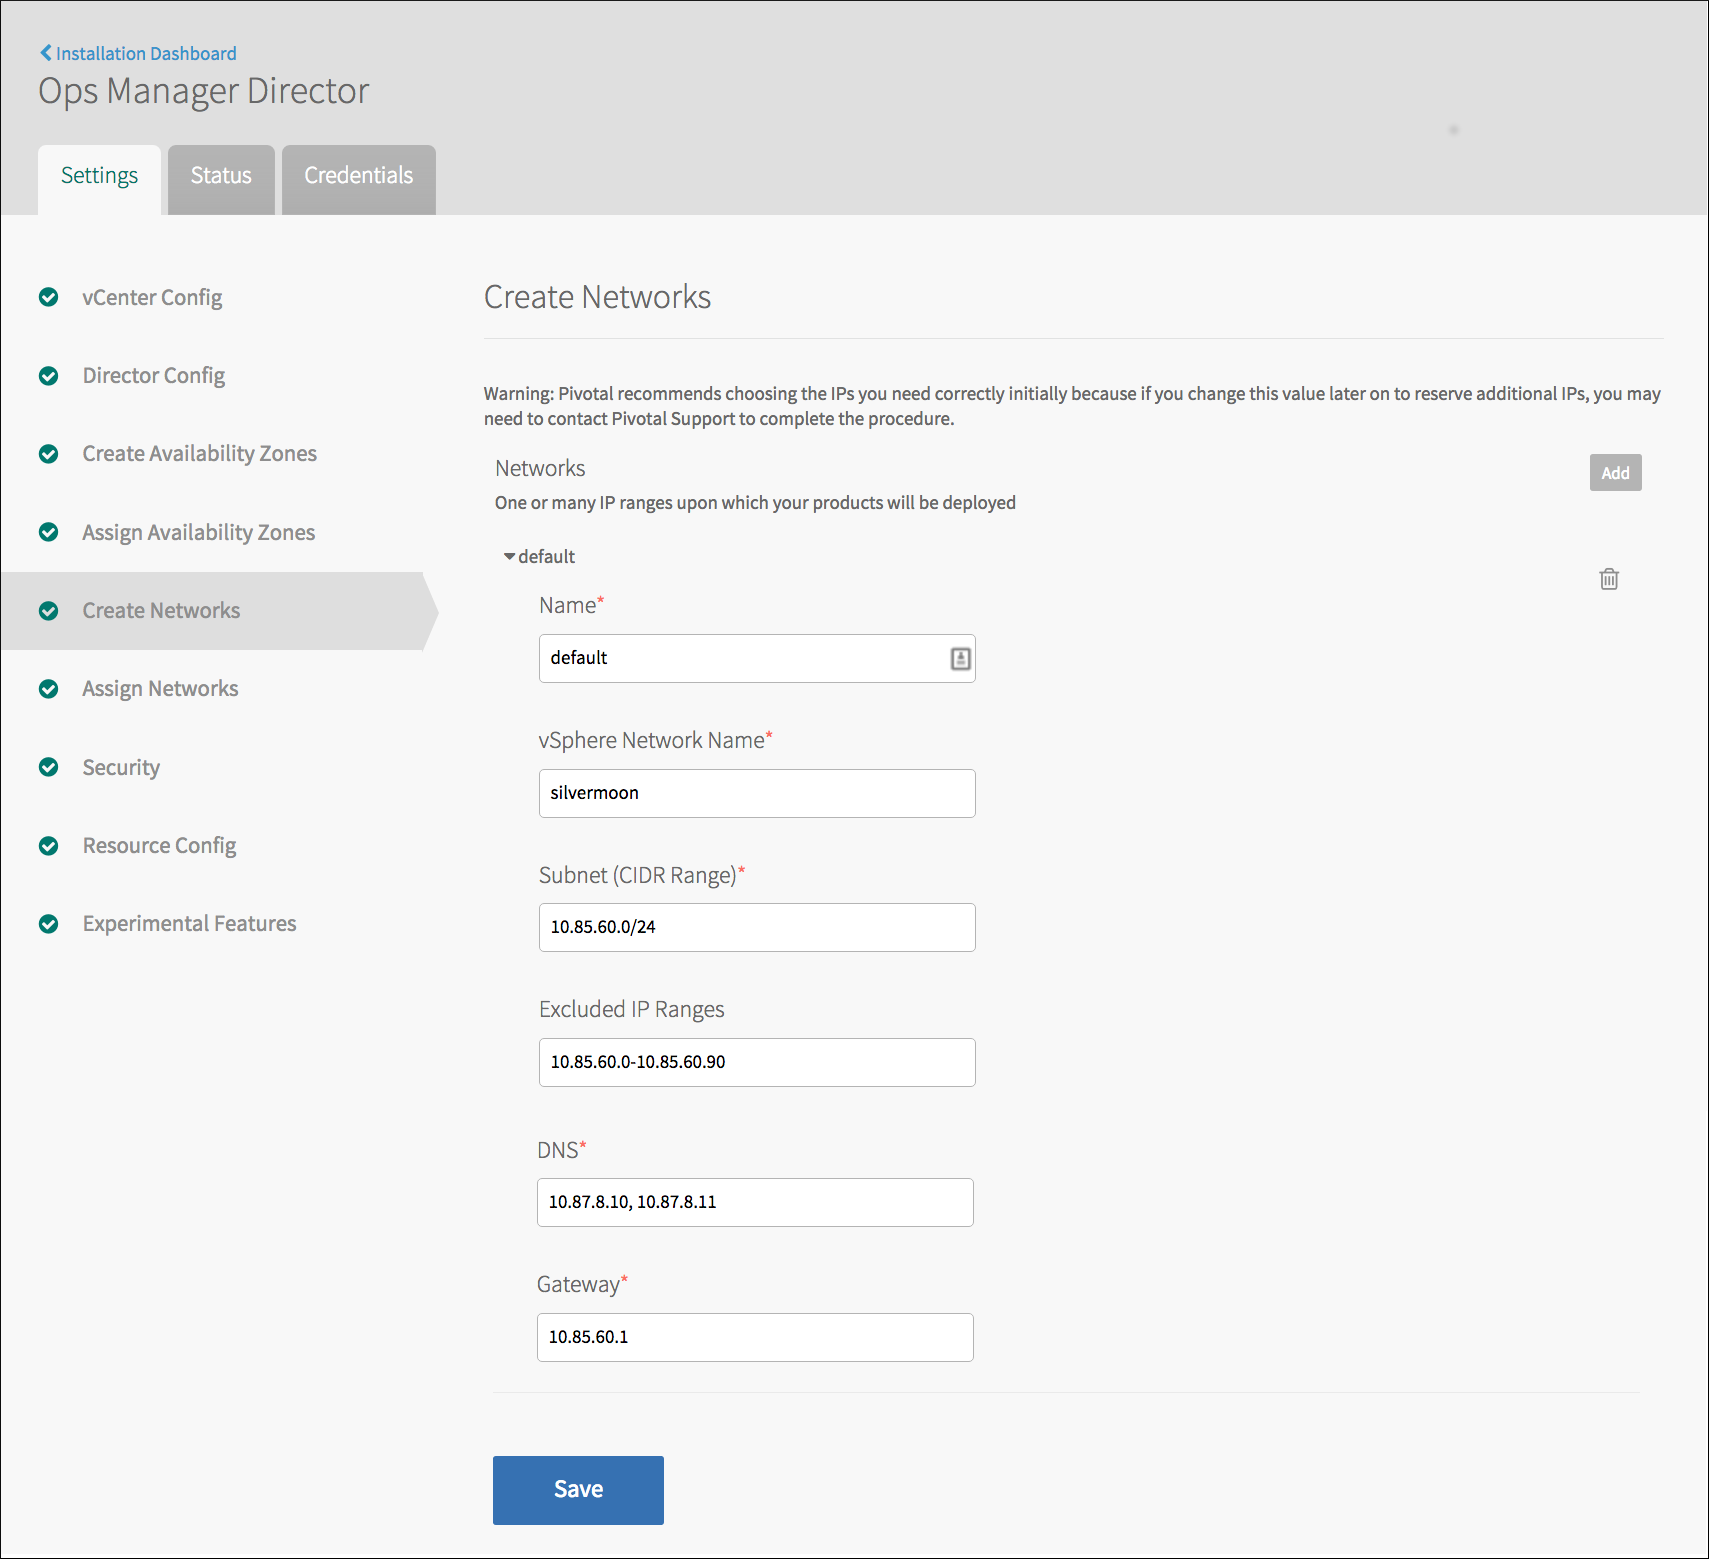 Installation Dashboard
Ops Manager Director
Settings
Status
Credentials
vCenter Config
Director Config
Create Availability Zones
Assign Availability Zones
Create Networks
Assign Networks
Security
Resource Config
Experimental Features
Create Networks
Warning: Pivotal recommends choosing the IPs you need correctly initially because if you change this value later on to reserve additional IPs, you may
need to contact Pivotal Support to complete the procedure.
Networks
Add
One or many IP ranges upon which your products will be deployed
default
Name*
default
vSphere Network Name*
silvermoon
Subnet (CIDR Range)*
10.85.60.0/24
Excluded IP Ranges
10.85.60.0-10.85.60.90
DNS*
10.87.8.10, 10.87.8.11
Gateway*
10.85.60.1
Save